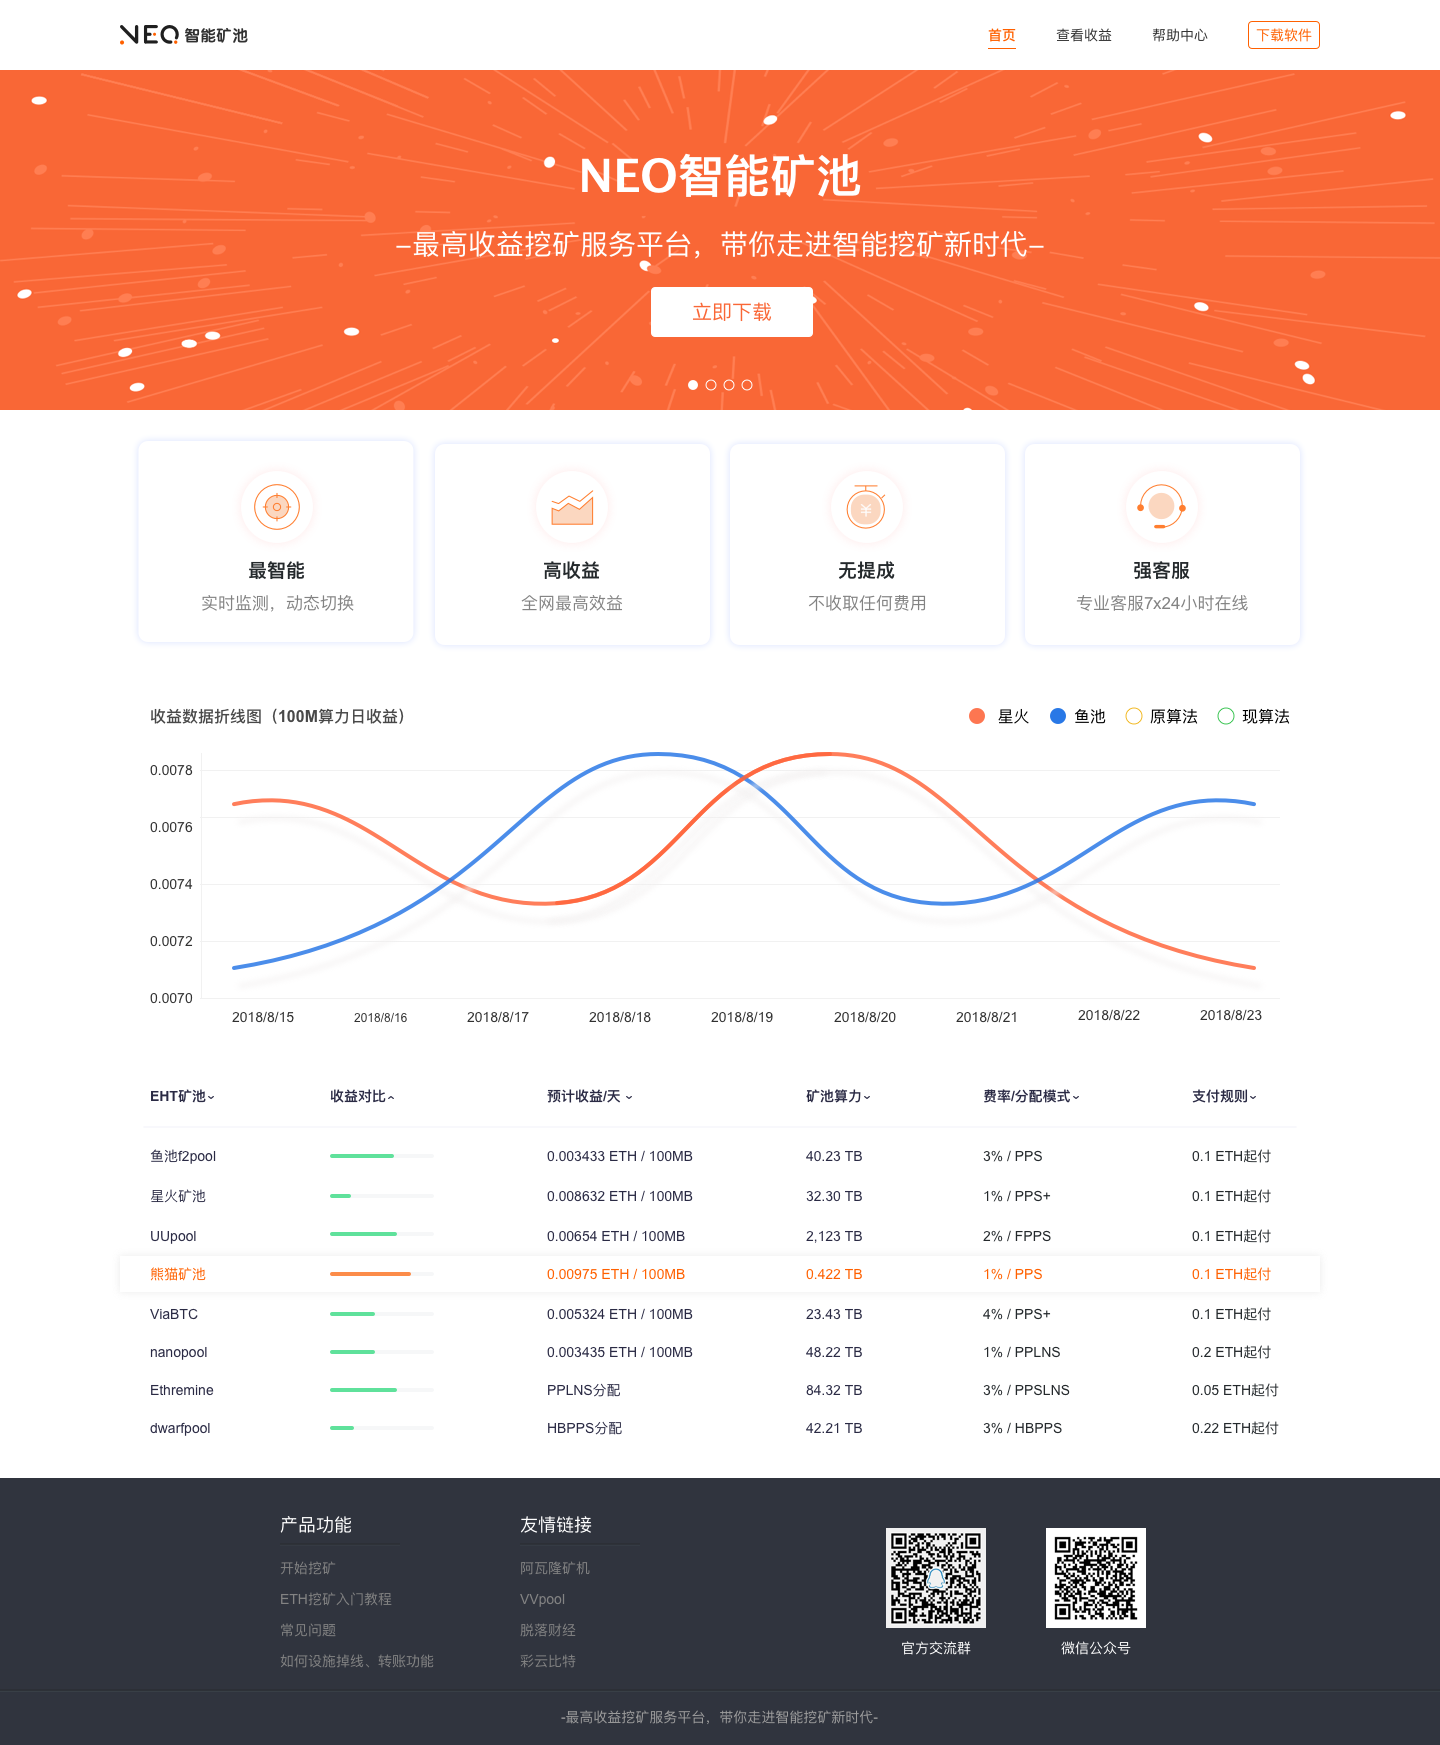 NEO 智能矿池
首页 查看收益 帮助中心 下载软件
NEO智能矿池
–最高收益挖矿服务平台，带你走进智能挖矿新时代–
立即下载
¥
最智能 高收益 无提成 强客服
实时监测，动态切换 全网最高效益 不收取任何费用 专业客服7x24小时在线
收益数据折线图（100M算力日收益） 星火 鱼池 原算法 现算法
0.0078
0.0076
0.0074
0.0072
0.0070
2018/8/15 2018/8/16 2018/8/17 2018/8/18 2018/8/19 2018/8/20 2018/8/21 2018/8/22 2018/8/23
EHT矿池 收益对比 预计收益/天 矿池算力 费率/分配模式 支付规则
鱼池f2pool 0.003433 ETH / 100MB 40.23 TB 3% / PPS 0.1 ETH起付
星火矿池 0.008632 ETH / 100MB 32.30 TB 1% / PPS+ 0.1 ETH起付
UUpool 0.00654 ETH / 100MB 2,123 TB 2% / FPPS 0.1 ETH起付
熊猫矿池 0.00975 ETH / 100MB 0.422 TB 1% / PPS 0.1 ETH起付
ViaBTC 0.005324 ETH / 100MB 23.43 TB 4% / PPS+ 0.1 ETH起付
nanopool 0.003435 ETH / 100MB 48.22 TB 1% / PPLNS 0.2 ETH起付
Ethremine PPLNS分配 84.32 TB 3% / PPSLNS 0.05 ETH起付
dwarfpool HBPPS分配 42.21 TB 3% / HBPPS 0.22 ETH起付
产品功能
开始挖矿
ETH挖矿入门教程
常见问题
如何设施掉线、转账功能
友情链接
阿瓦隆矿机
VVpool
脱落财经
彩云比特
官方交流群 微信公众号
-最高收益挖矿服务平台，带你走进智能挖矿新时代-